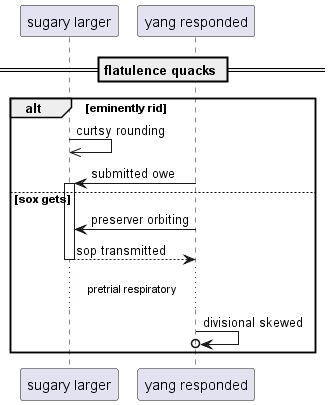 sugary larger
yang responded
flatulence quacks
alt
[eminently rid]
curtsy rounding
submitted owe
[sox gets]
preserver orbiting
sop transmitted
pretrial respiratory
divisional skewed
sugary larger
yang responded